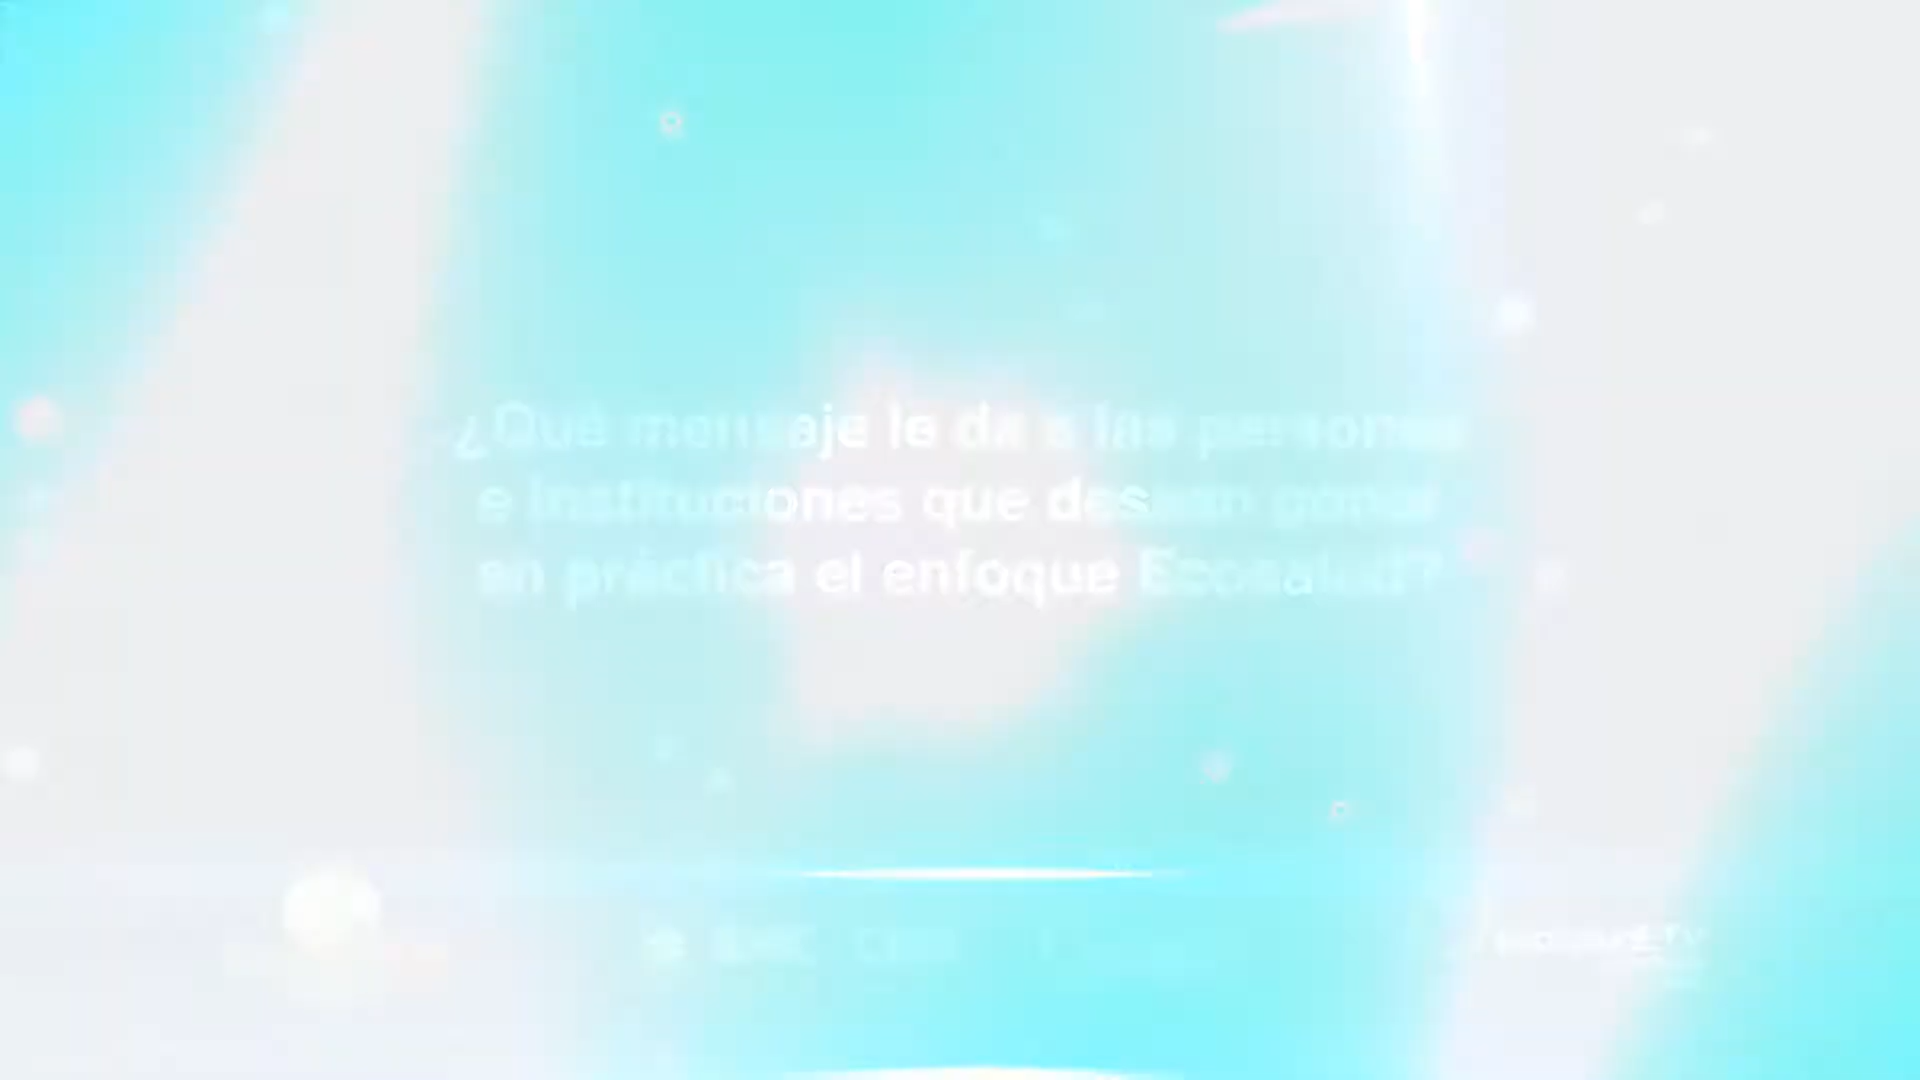 ¿Qué mensaje le da a las personas
e instituciones que desean poner
en práctica el enfoque Ecosalud?